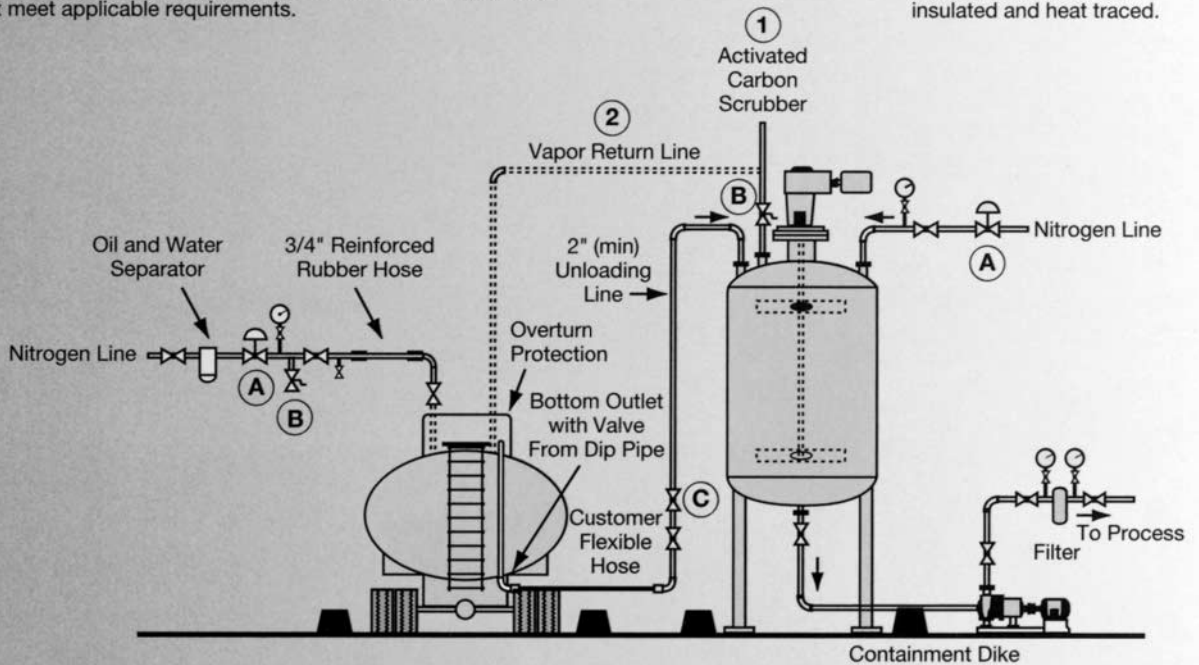 meet applicable requirements.
insulated and heat traced.
1
Activated
Carbon
Scrubber
2
Vapor Return Line
B
Oil and Water
Separator
3/4" Reinforced
Rubber Hose
2" (min)
Unloading
Line
Nitrogen Line
A
Nitrogen Line
A
B
Overturn
Protection
Bottom Outlet
with Valve
From Dip Pipe
C
Customer
Flexible
Hose
Filter
To Process
Containment Dike